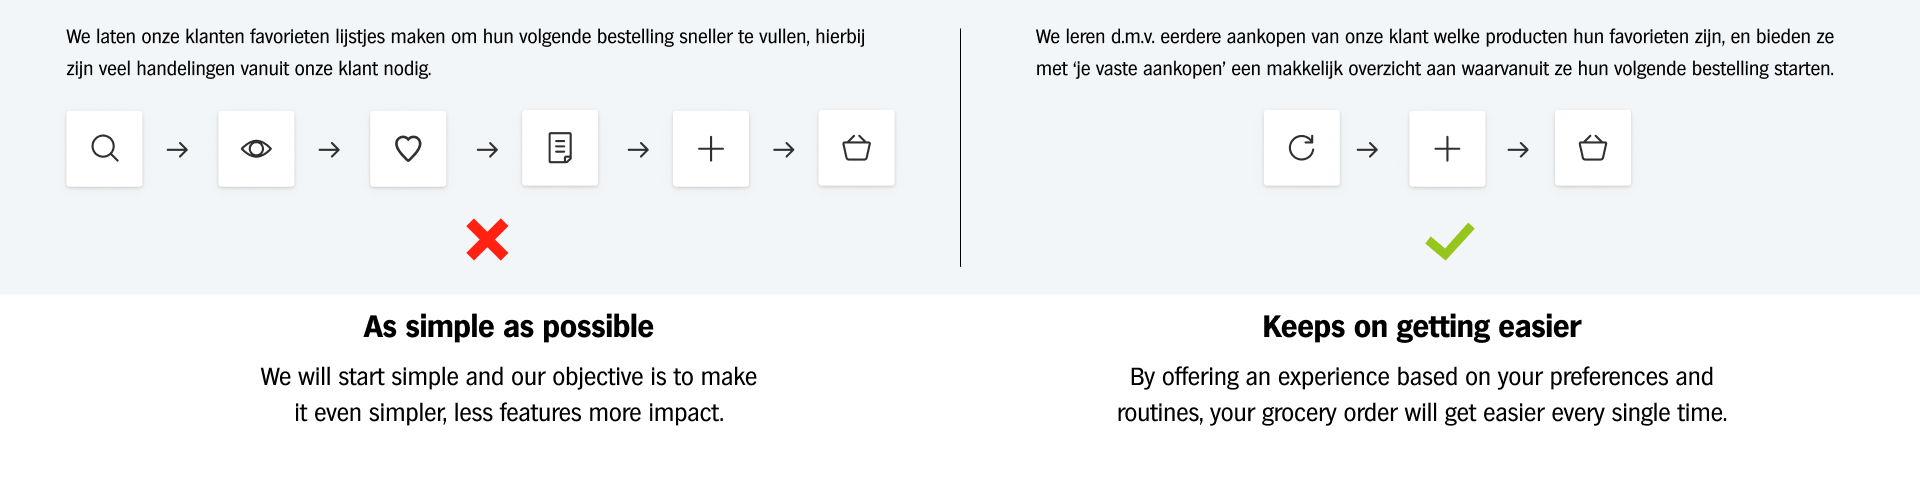 We laten onze klanten favorieten lijstjes maken om hun volgende bestelling sneller te vullen, hierbij
zijn veel handelingen vanuit onze klant nodig.
We leren d.m.v. eerdere aankopen van onze klant welke producten hun favorieten zijn, en bieden ze
met ‘je vaste aankopen’ een makkelijk overzicht aan waarvanuit ze hun volgende bestelling starten.
As simple as possible
We will start simple and our objective is to make
it even simpler, less features more impact.
Keeps on getting easier
By offering an experience based on your preferences and
routines, your grocery order will get easier every single time.